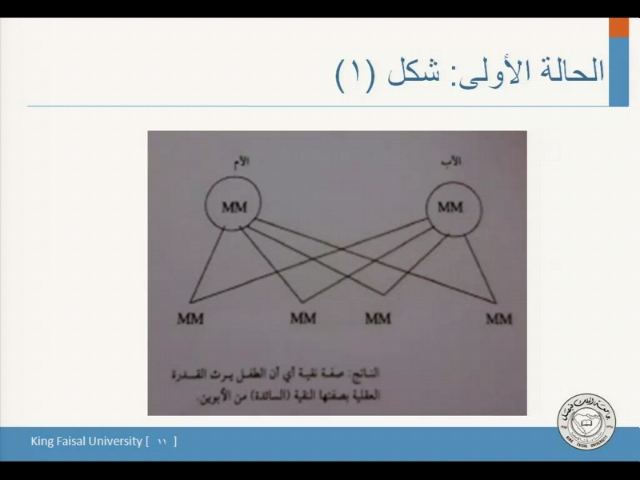 الحالة الأولى: شكل (١)
الأب
الأم
MM
MM
MM
MM
MM
MM
الناتج: صفة نقية أي أن الطفل يرث القدرة
العقلية بصفتها النقية (السائدة) من الأبوين.
King Faisal University [ ١١ ]